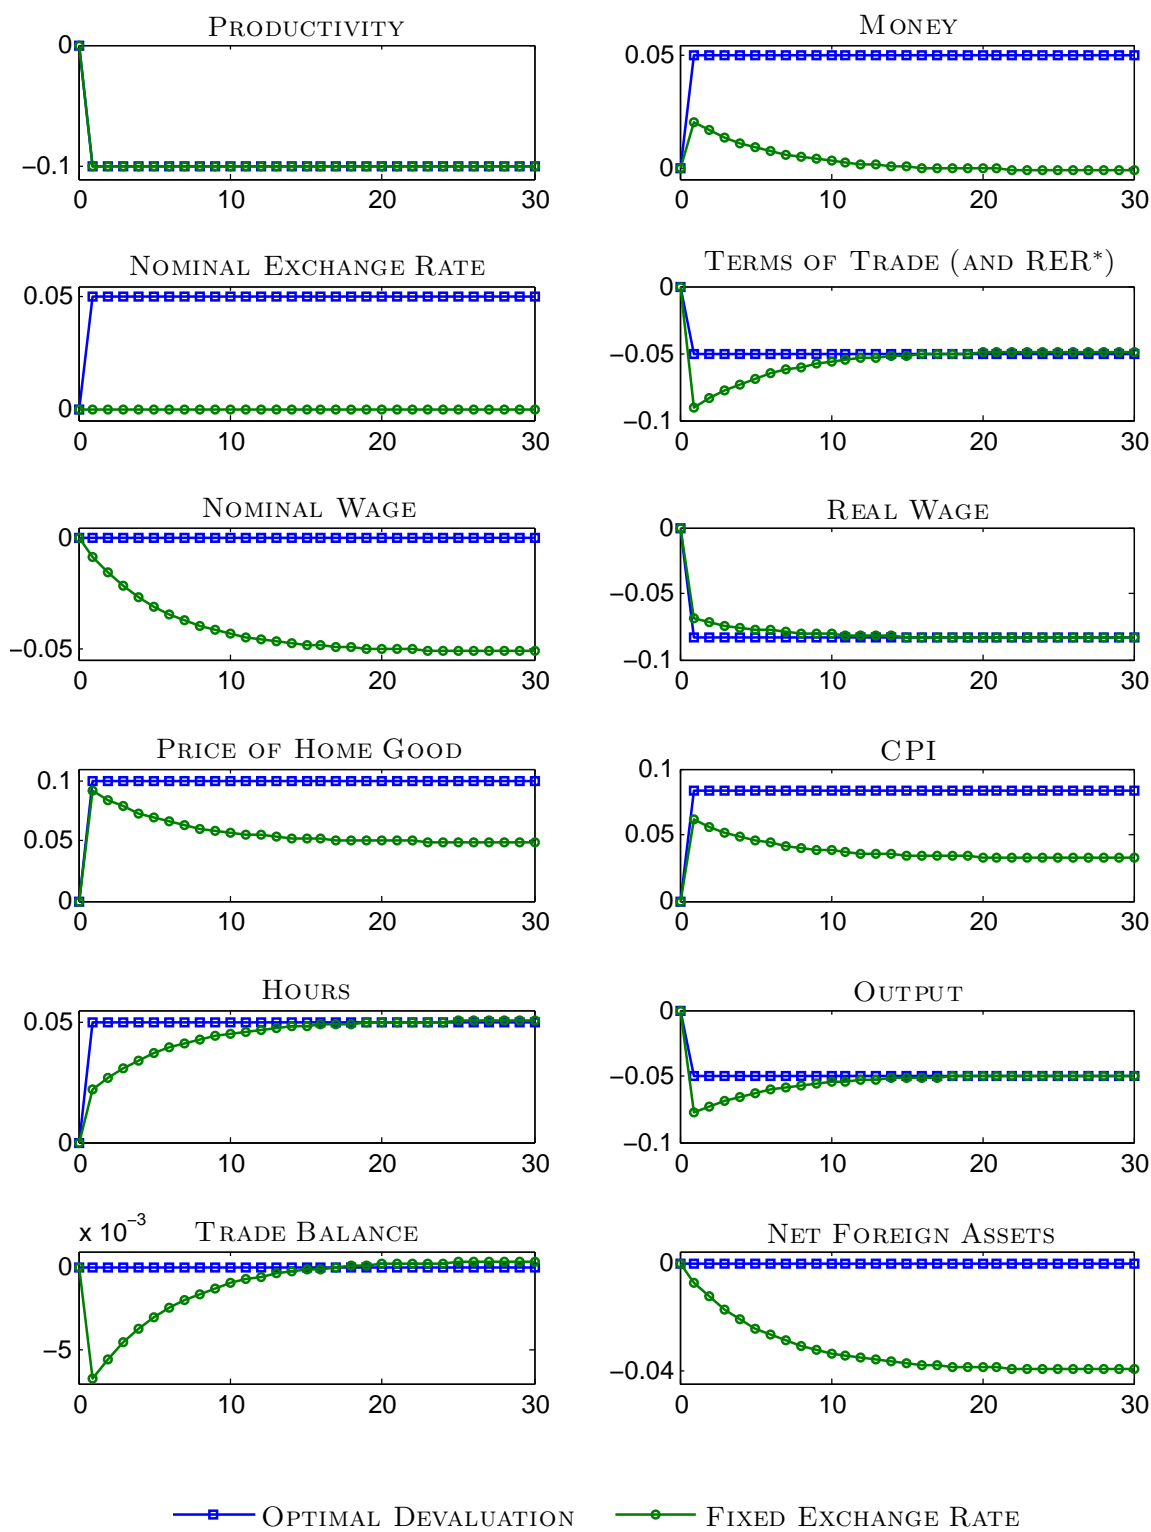 PRODUCTIVITY
0
−0.1
0 10 20 30
MONEY
0.05
0
0 10 20 30
NOMINAL EXCHANGE RATE
0.05
0
0 10 20 30
TERMS OF TRADE (AND RER*)
0
−0.05
−0.1
0 10 20 30
NOMINAL WAGE
0
−0.05
0 10 20 30
REAL WAGE
0
−0.05
−0.1
0 10 20 30
PRICE OF HOME GOOD
0.1
0.05
0
0 10 20 30
CPI
0.1
0.05
0
0 10 20 30
HOURS
0.05
0
0 10 20 30
OUTPUT
0
−0.05
−0.1
0 10 20 30
x 10⁻³ TRADE BALANCE
0
−5
0 10 20 30
NET FOREIGN ASSETS
0
−0.04
0 10 20 30
OPTIMAL DEVALUATION FIXED EXCHANGE RATE